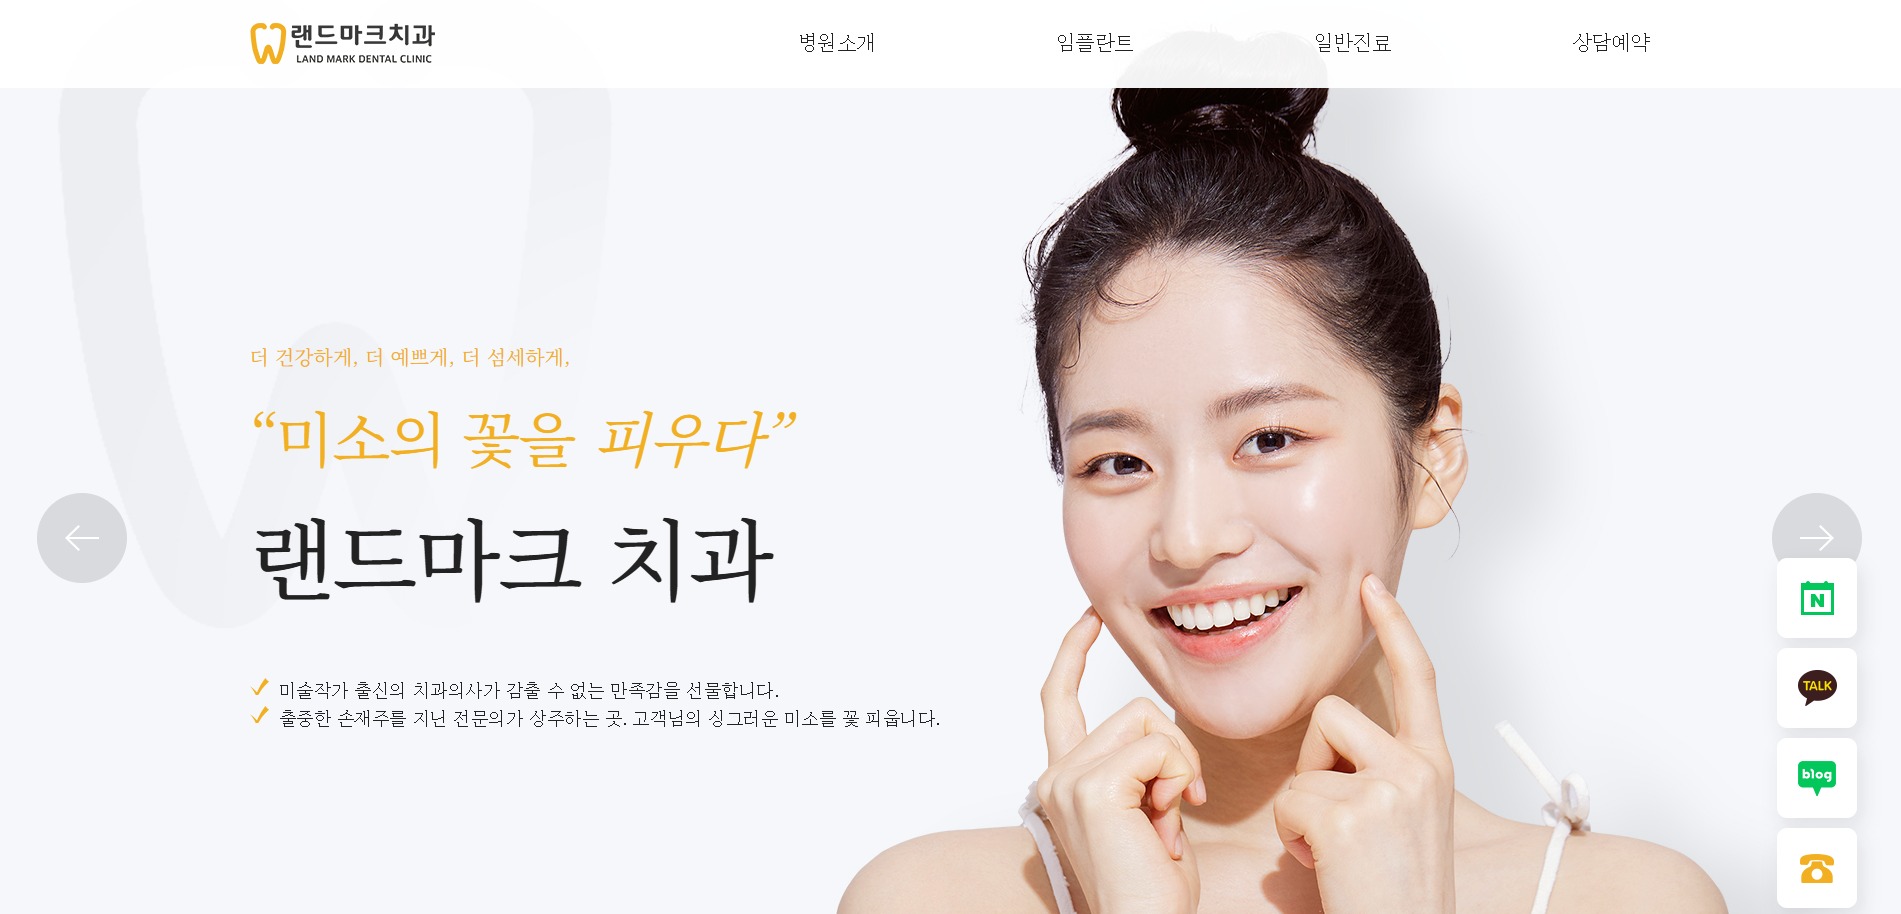 랜드마크치과
LAND MARK DENTAL CLINIC
병원소개
임플란트
일반진료
상담예약
더 건강하게, 더 예쁘게, 더 섬세하게,
“미소의 꽃을 피우다”
랜드마크 치과
미술작가 출신의 치과의사가 감출 수 없는 만족감을 선물합니다.
출중한 손재주를 지닌 전문의가 상주하는 곳. 고객님의 싱그러운 미소를 꽃 피웁니다.
N
TALK
blog